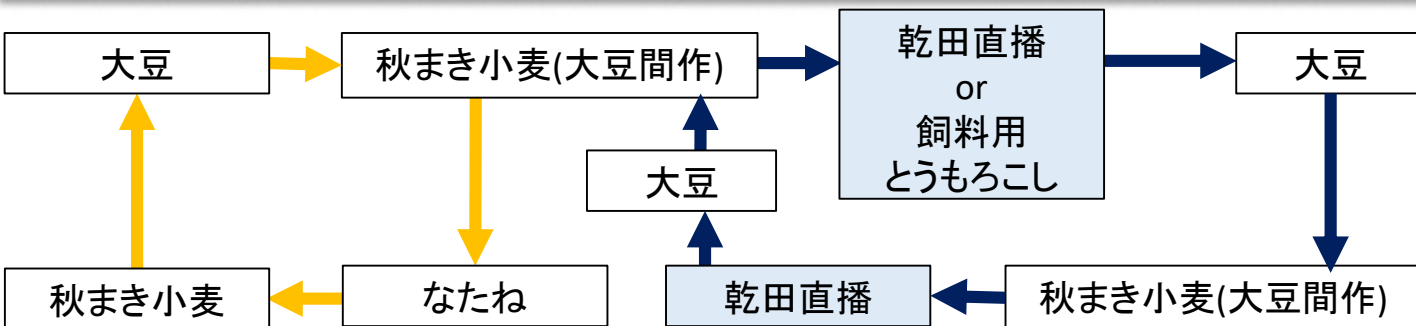 大豆
秋まき小麦(大豆間作)
乾田直播
or
飼料用
とうもろこし
大豆
大豆
秋まき小麦
なたね
乾田直播
秋まき小麦(大豆間作)